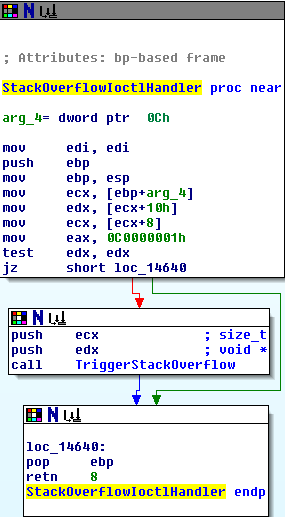 ; Attributes: bp-based frame
StackOverflowIoctlHandler proc near
arg_4= dword ptr  0Ch
mov     edi, edi
push    ebp
mov     ebp, esp
mov     ecx, [ebp+arg_4]
mov     edx, [ecx+10h]
mov     ecx, [ecx+8]
mov     eax, 0C0000001h
test    edx, edx
jz      short loc_14640
push    ecx             ; size_t
push    edx             ; void *
call    TriggerStackOverflow
loc_14640:
pop     ebp
retn    8
StackOverflowIoctlHandler endp